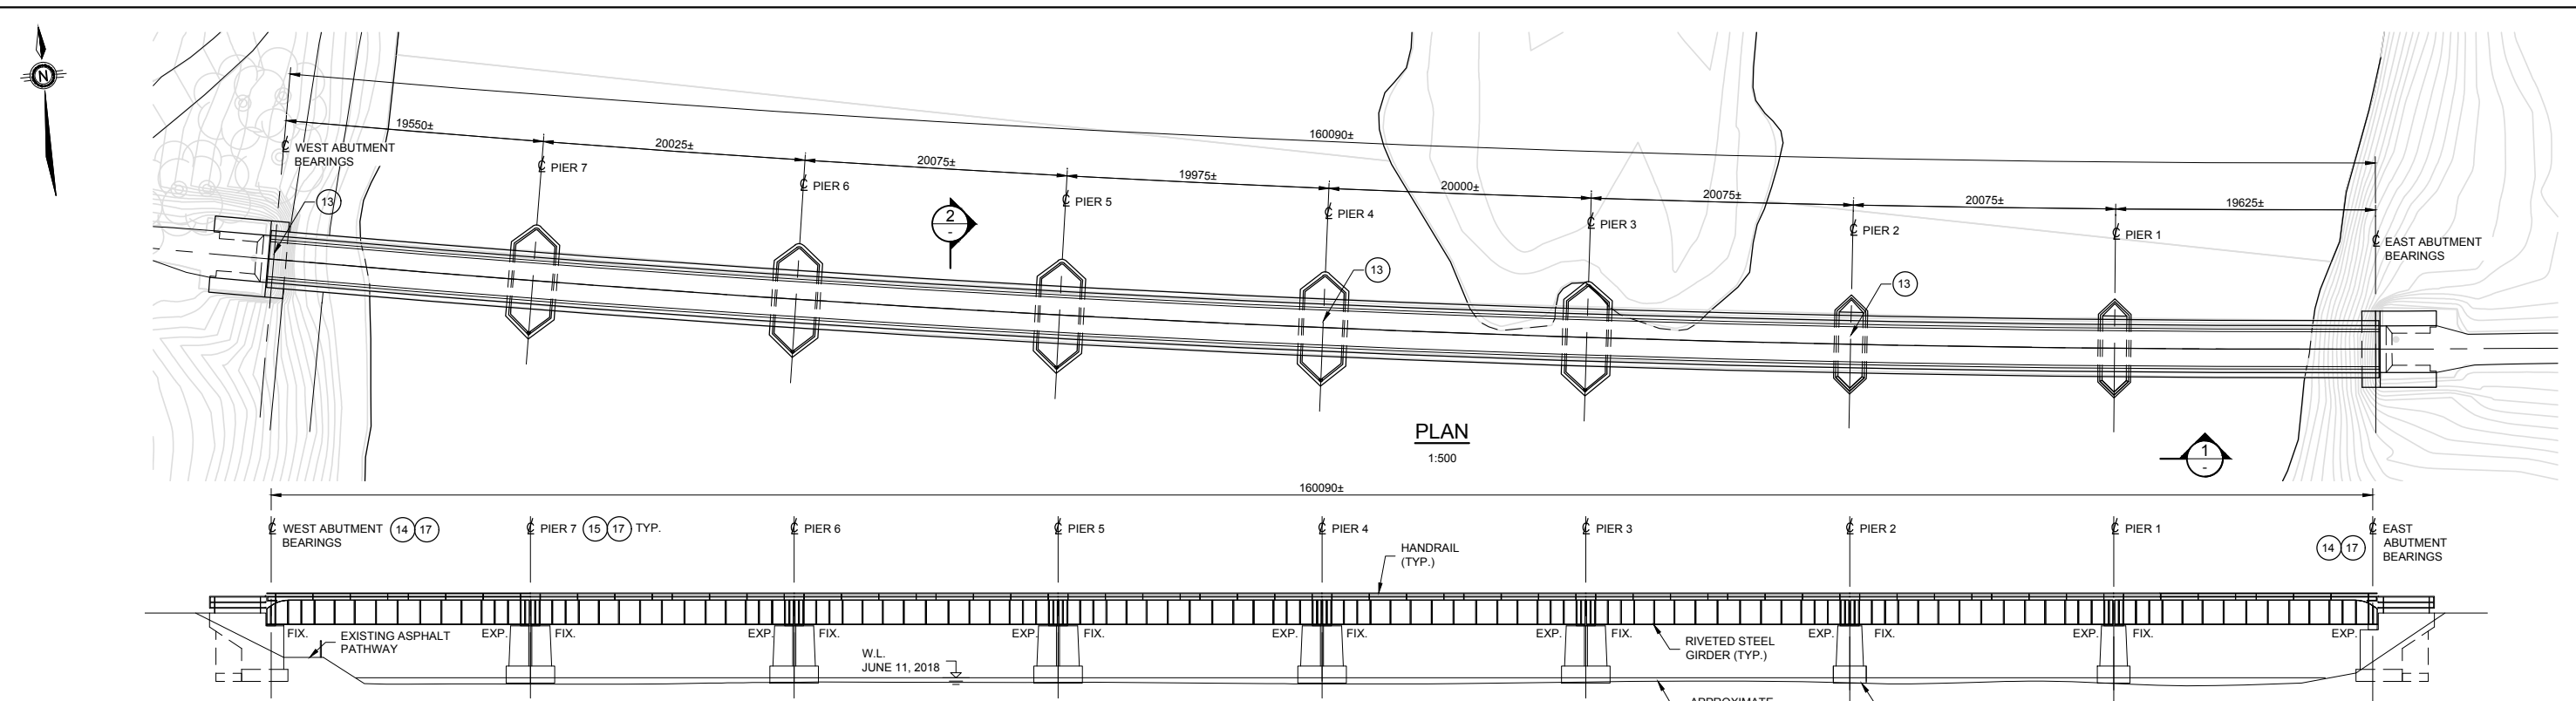 N
160090±
19550±
20025±
20075±
19975±
20000±
20075±
20075±
19625±
℄ WEST ABUTMENT
BEARINGS
℄ PIER 7
℄ PIER 6
℄ PIER 5
℄ PIER 4
℄ PIER 3
℄ PIER 2
℄ PIER 1
℄ EAST ABUTMENT
BEARINGS
13
2
-
13
13
PLAN
1:500
1
-
160090±
℄ WEST ABUTMENT 14 17
BEARINGS
℄ PIER 7 15 17 TYP.
℄ PIER 6
℄ PIER 5
℄ PIER 4
℄ PIER 3
℄ PIER 2
℄ PIER 1
14 17
℄ EAST
ABUTMENT
BEARINGS
HANDRAIL
(TYP.)
FIX.
EXISTING ASPHALT
PATHWAY
EXP. FIX.
EXP. FIX.
EXP. FIX.
EXP. FIX.
EXP. FIX.
EXP. FIX.
EXP. FIX.
EXP.
W.L.
JUNE 11, 2018
RIVETED STEEL
GIRDER (TYP.)
APPROXIMATE